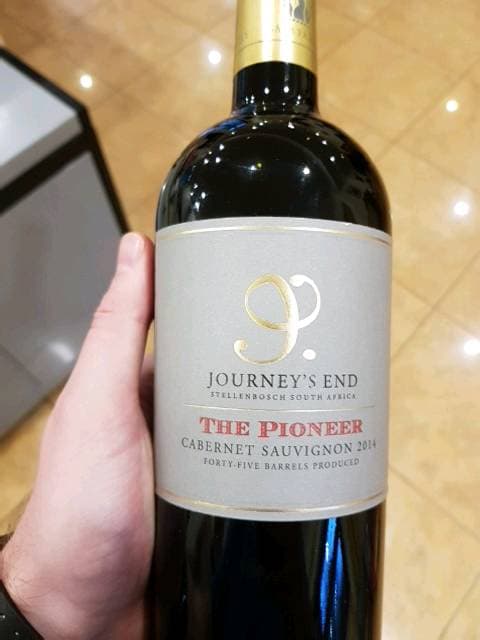 JOURNEY'S END
STELLENBOSCH SOUTH AFRICA
THE PIONEER
CABERNET SAUVIGNON 2014
FORTY-FIVE BARRELS PRODUCED